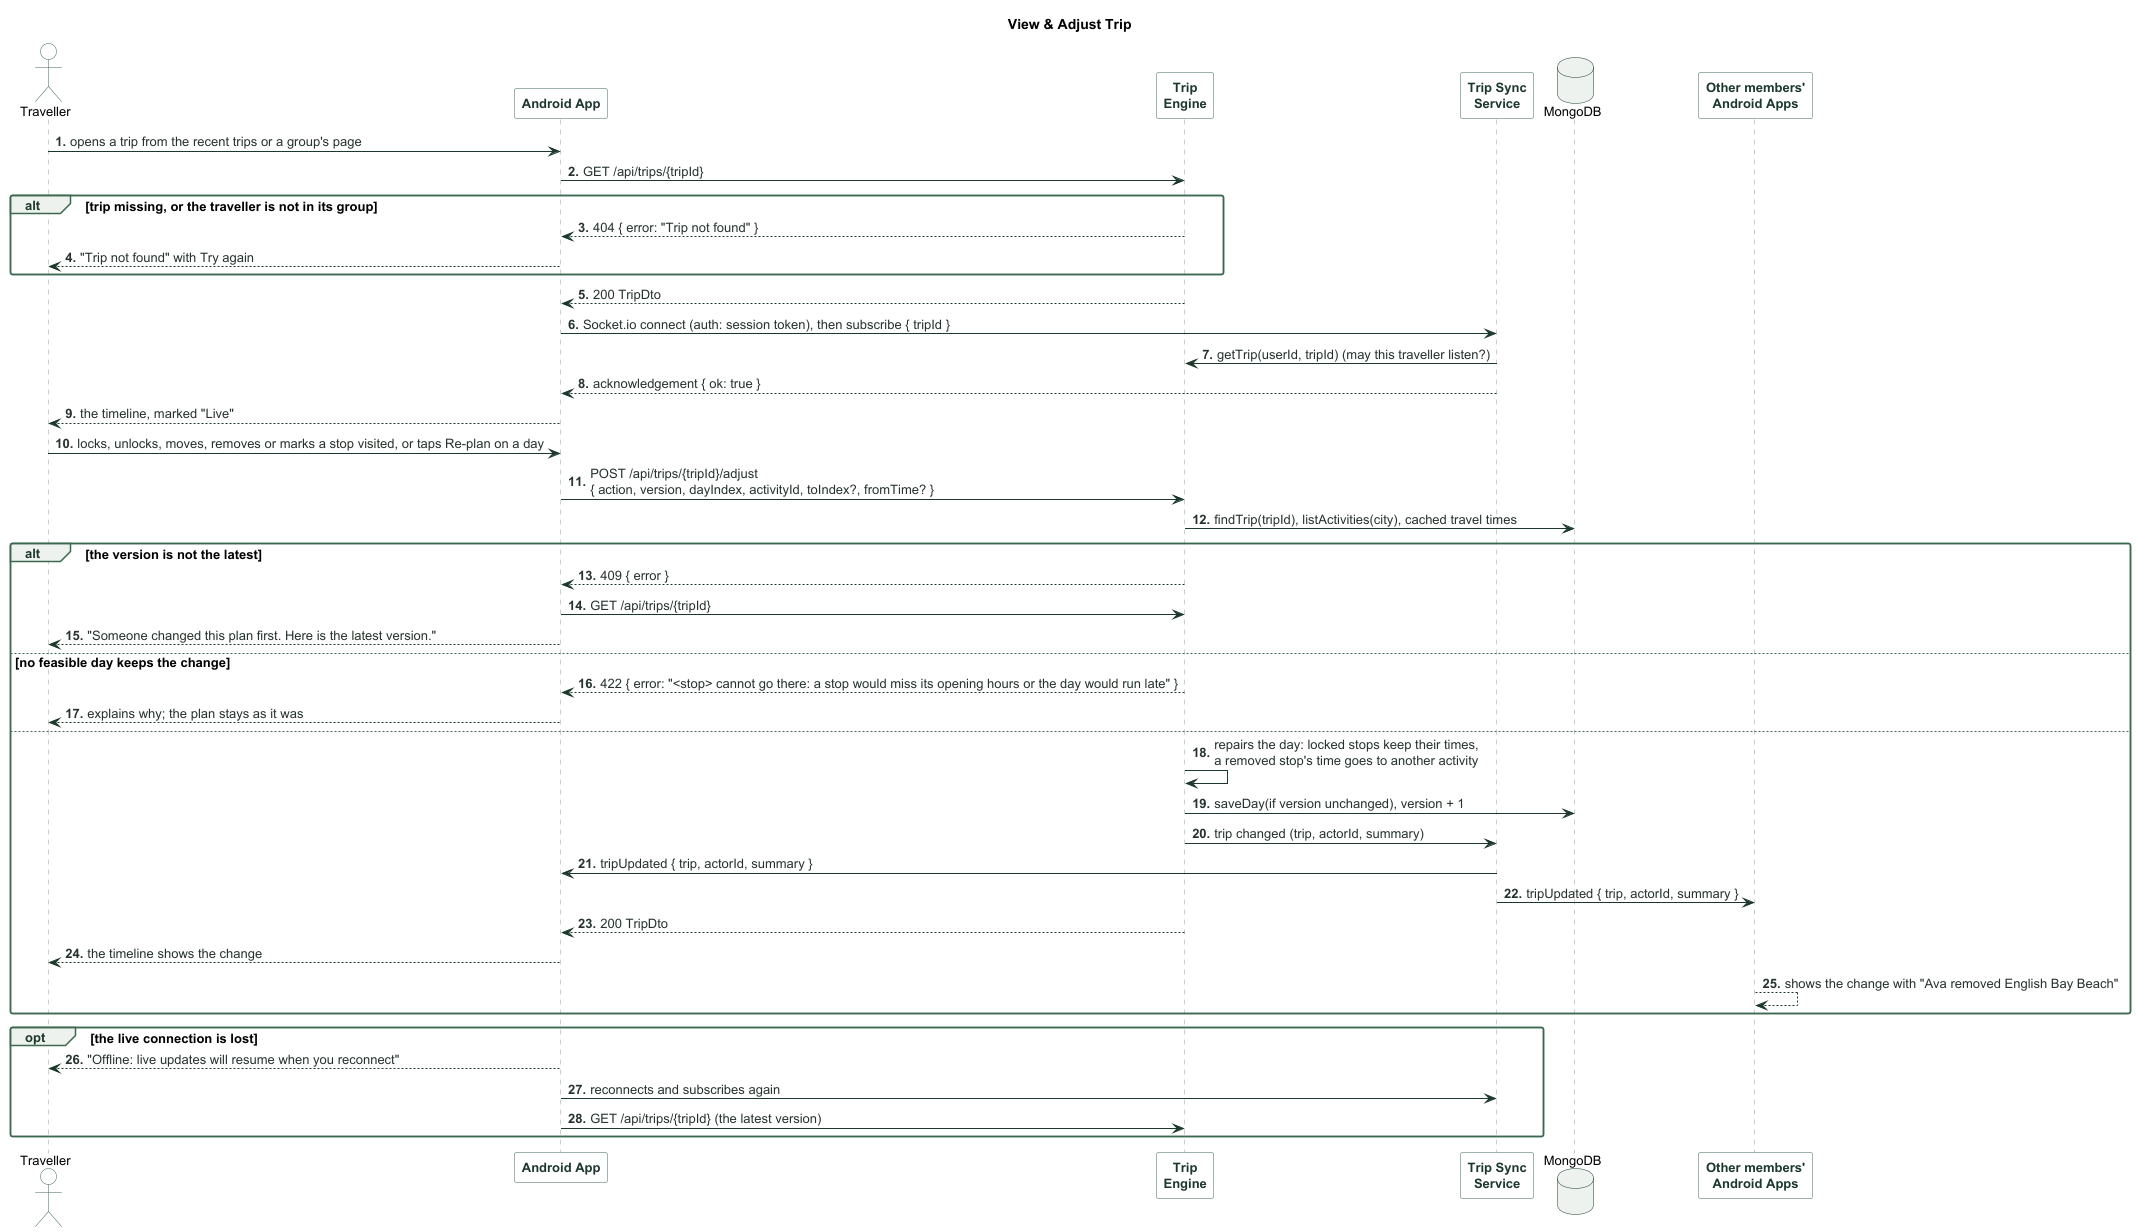 View & Adjust Trip
Traveller
Android App
Trip
Engine
Trip Sync
Service
MongoDB
Other members'
Android Apps
1. opens a trip from the recent trips or a group's page
2. GET /api/trips/{tripId}
alt [trip missing, or the traveller is not in its group]
3. 404 { error: "Trip not found" }
4. "Trip not found" with Try again
5. 200 TripDto
6. Socket.io connect (auth: session token), then subscribe { tripId }
7. getTrip(userId, tripId) (may this traveller listen?)
8. acknowledgement { ok: true }
9. the timeline, marked "Live"
10. locks, unlocks, moves, removes or marks a stop visited, or taps Re-plan on a day
11. POST /api/trips/{tripId}/adjust
{ action, version, dayIndex, activityId, toIndex?, fromTime? }
12. findTrip(tripId), listActivities(city), cached travel times
alt [the version is not the latest]
13. 409 { error }
14. GET /api/trips/{tripId}
15. "Someone changed this plan first. Here is the latest version."
[no feasible day keeps the change]
16. 422 { error: "<stop> cannot go there: a stop would miss its opening hours or the day would run late" }
17. explains why; the plan stays as it was
18. repairs the day: locked stops keep their times,
a removed stop's time goes to another activity
19. saveDay(if version unchanged), version + 1
20. trip changed (trip, actorId, summary)
21. tripUpdated { trip, actorId, summary }
22. tripUpdated { trip, actorId, summary }
23. 200 TripDto
24. the timeline shows the change
25. shows the change with "Ava removed English Bay Beach"
opt [the live connection is lost]
26. "Offline: live updates will resume when you reconnect"
27. reconnects and subscribes again
28. GET /api/trips/{tripId} (the latest version)
Traveller
Android App
Trip
Engine
Trip Sync
Service
MongoDB
Other members'
Android Apps